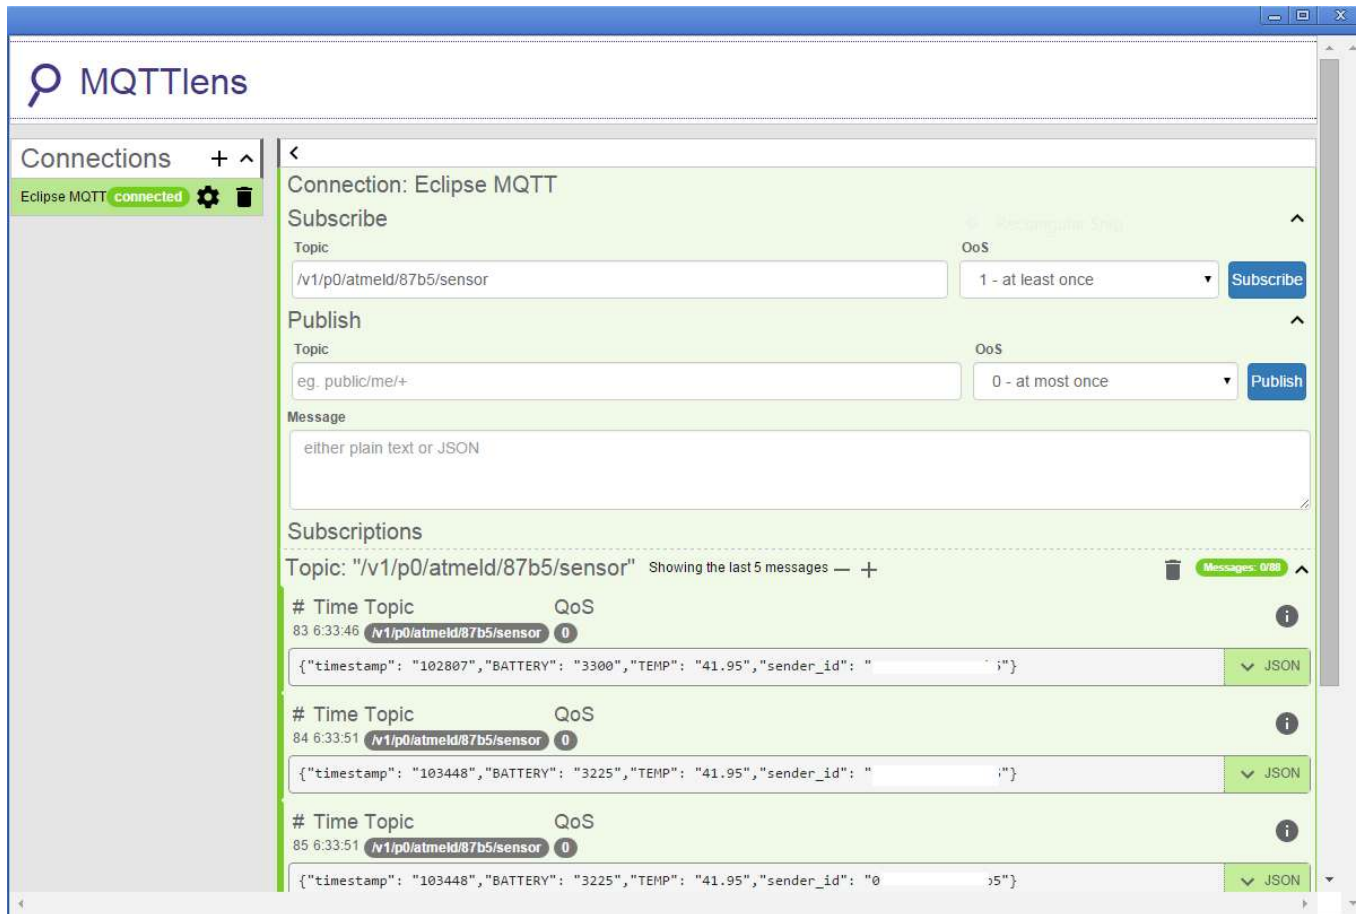 MQTTlens
Connections + ^
Eclipse MQTT connected
Connection: Eclipse MQTT
Subscribe
Topic QoS
/v1/p0/atmeld/87b5/sensor 1 - at least once Subscribe
Publish
Topic QoS
eg. public/me/+ 0 - at most once Publish
Message
either plain text or JSON
Subscriptions
Topic: "/v1/p0/atmeld/87b5/sensor" Showing the last 5 messages — + Messages: 0/88
# Time Topic QoS
83 6:33:46 /v1/p0/atmeld/87b5/sensor 0
{"timestamp": "102807","BATTERY": "3300","TEMP": "41.95","sender_id": " "} JSON
# Time Topic QoS
84 6:33:51 /v1/p0/atmeld/87b5/sensor 0
{"timestamp": "103448","BATTERY": "3225","TEMP": "41.95","sender_id": " "} JSON
# Time Topic QoS
85 6:33:51 /v1/p0/atmeld/87b5/sensor 0
{"timestamp": "103448","BATTERY": "3225","TEMP": "41.95","sender_id": "0 5"} JSON